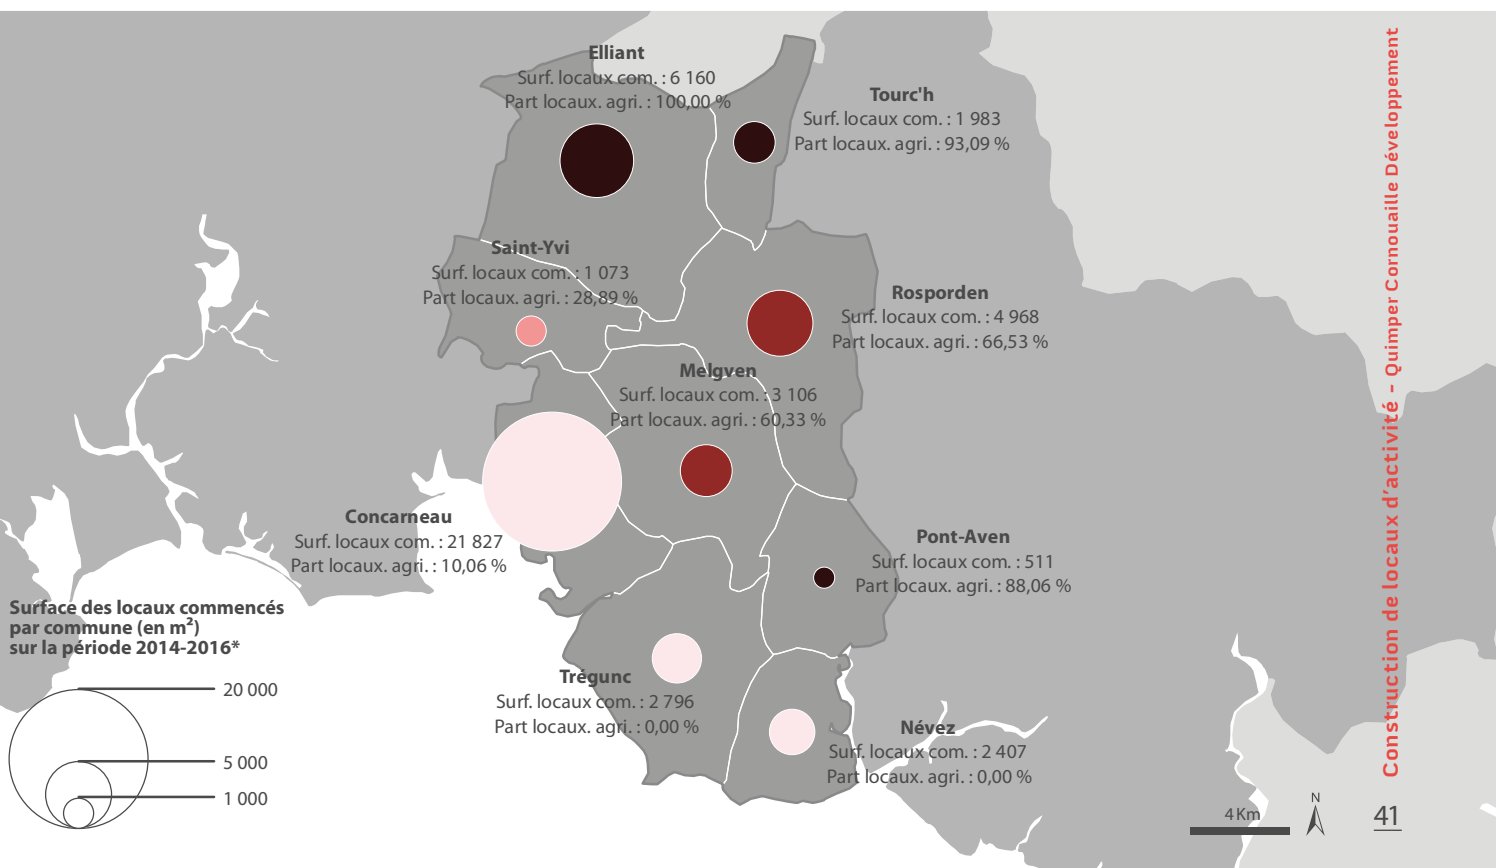 Elliant
Surf. locaux com. : 6 160
Part locaux. agri. : 100,00 %
Tourc'h
Surf. locaux com. : 1 983
Part locaux. agri. : 93,09 %
Saint-Yvi
Surf. locaux com. : 1 073
Part locaux. agri. : 28,89 %
Rosporden
Surf. locaux com. : 4 968
Part locaux. agri. : 66,53 %
Melgven
Surf. locaux com. : 3 106
Part locaux. agri. : 60,33 %
Concarneau
Surf. locaux com. : 21 827
Part locaux. agri. : 10,06 %
Pont-Aven
Surf. locaux com. : 511
Part locaux. agri. : 88,06 %
Trégunc
Surf. locaux com. : 2 796
Part locaux. agri. : 0,00 %
Névez
Surf. locaux com. : 2 407
Part locaux. agri. : 0,00 %
Surface des locaux commencés
par commune (en m²)
sur la période 2014-2016*
20 000
5 000
1 000
4 Km
N
41
Construction de locaux d'activité - Quimper Cornouaille Développement